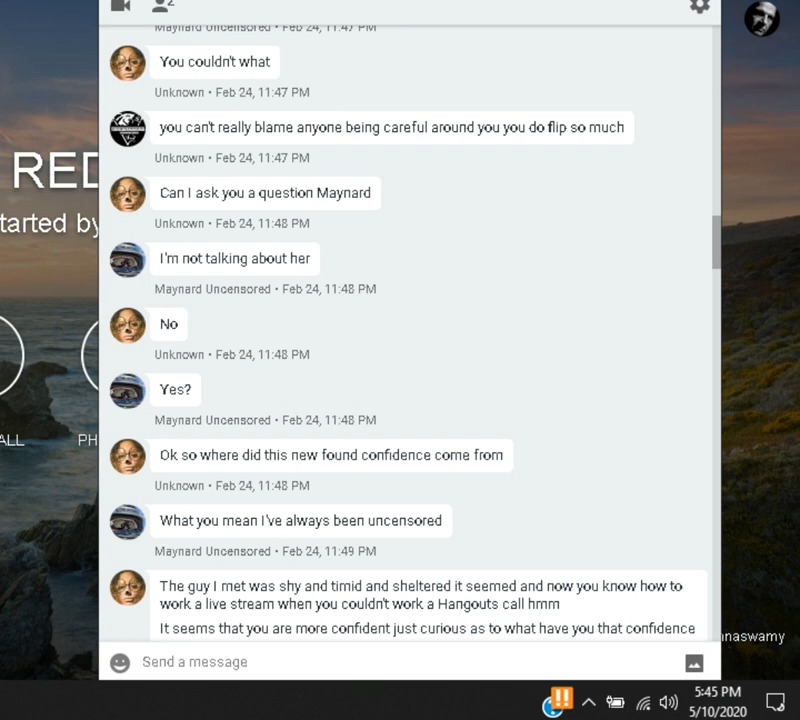 2
Maynard Uncensored • Feb 24, 11:47 PM
You couldn't what
Unknown • Feb 24, 11:47 PM
you can't really blame anyone being careful around you you do flip so much
Unknown • Feb 24, 11:47 PM
RED
Can I ask you a question Maynard
tarted by
Unknown • Feb 24, 11:48 PM
I'm not talking about her
Maynard Uncensored • Feb 24, 11:48 PM
No
Unknown • Feb 24, 11:48 PM
Yes?
Maynard Uncensored • Feb 24, 11:48 PM
ALL
PH
Ok so where did this new found confidence come from
Unknown • Feb 24, 11:48 PM
What you mean I've always been uncensored
Maynard Uncensored • Feb 24, 11:49 PM
The guy I met was shy and timid and sheltered it seemed and now you know how to
work a live stream when you couldn't work a Hangouts call hmm
It seems that you are more confident just curious as to what have you that confidence
nnaswamy
Send a message
5:45 PM
5/10/2020